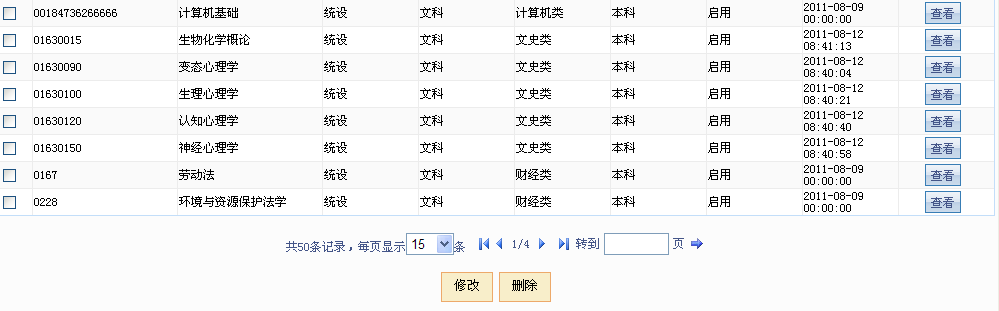 00184736266666 计算机基础 统设 文科 计算机类 本科 启用 2011-08-09 00:00:00 查看
01630015 生物化学概论 统设 文科 文史类 本科 启用 2011-08-12 08:41:13 查看
01630090 变态心理学 统设 文科 文史类 本科 启用 2011-08-12 08:40:04 查看
01630100 生理心理学 统设 文科 文史类 本科 启用 2011-08-12 08:40:21 查看
01630120 认知心理学 统设 文科 文史类 本科 启用 2011-08-12 08:40:40 查看
01630150 神经心理学 统设 文科 文史类 本科 启用 2011-08-12 08:40:58 查看
0167 劳动法 统设 文科 财经类 本科 启用 2011-08-09 00:00:00 查看
0228 环境与资源保护法学 统设 文科 财经类 本科 启用 2011-08-09 00:00:00 查看
共50条记录，每页显示 15 条 1/4 转到 页
修改 删除